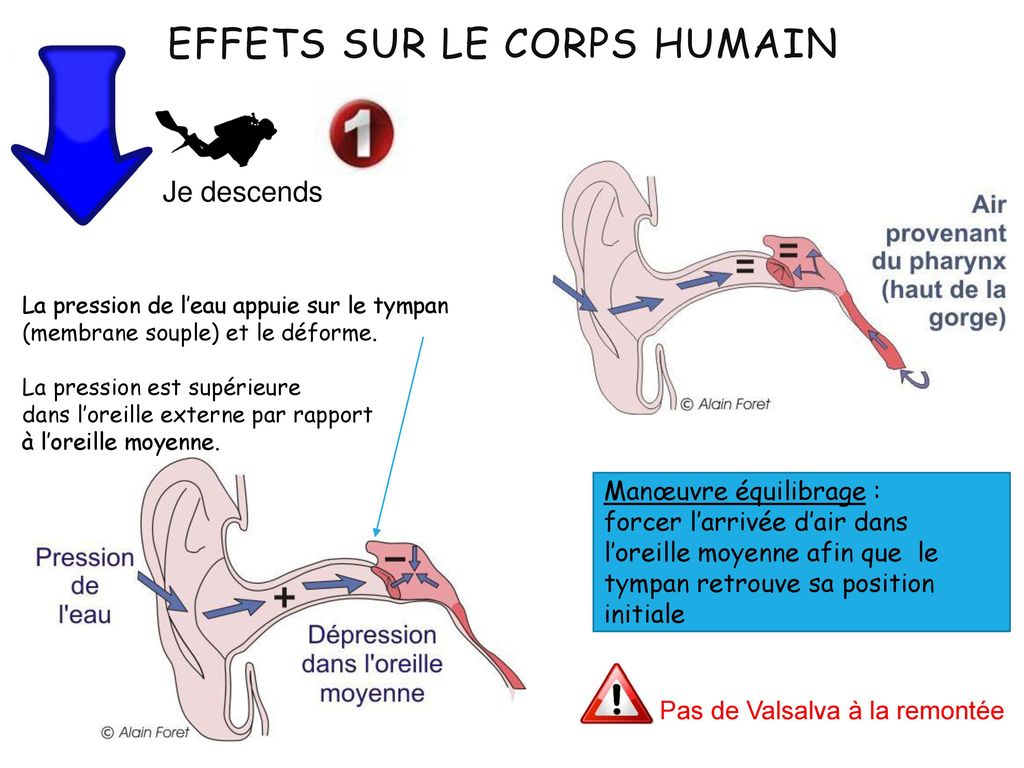 EFFETS SUR LE CORPS HUMAIN
1
Je descends
La pression de l’eau appuie sur le tympan
(membrane souple) et le déforme.
La pression est supérieure
dans l’oreille externe par rapport
à l’oreille moyenne.
Pression
de
l'eau
+
–
Dépression
dans l'oreille
moyenne
© Alain Foret
=
=
Air
provenant
du pharynx
(haut de la
gorge)
© Alain Foret
Manœuvre équilibrage :
forcer l’arrivée d’air dans
l’oreille moyenne afin que le
tympan retrouve sa position
initiale
!
Pas de Valsalva à la remontée